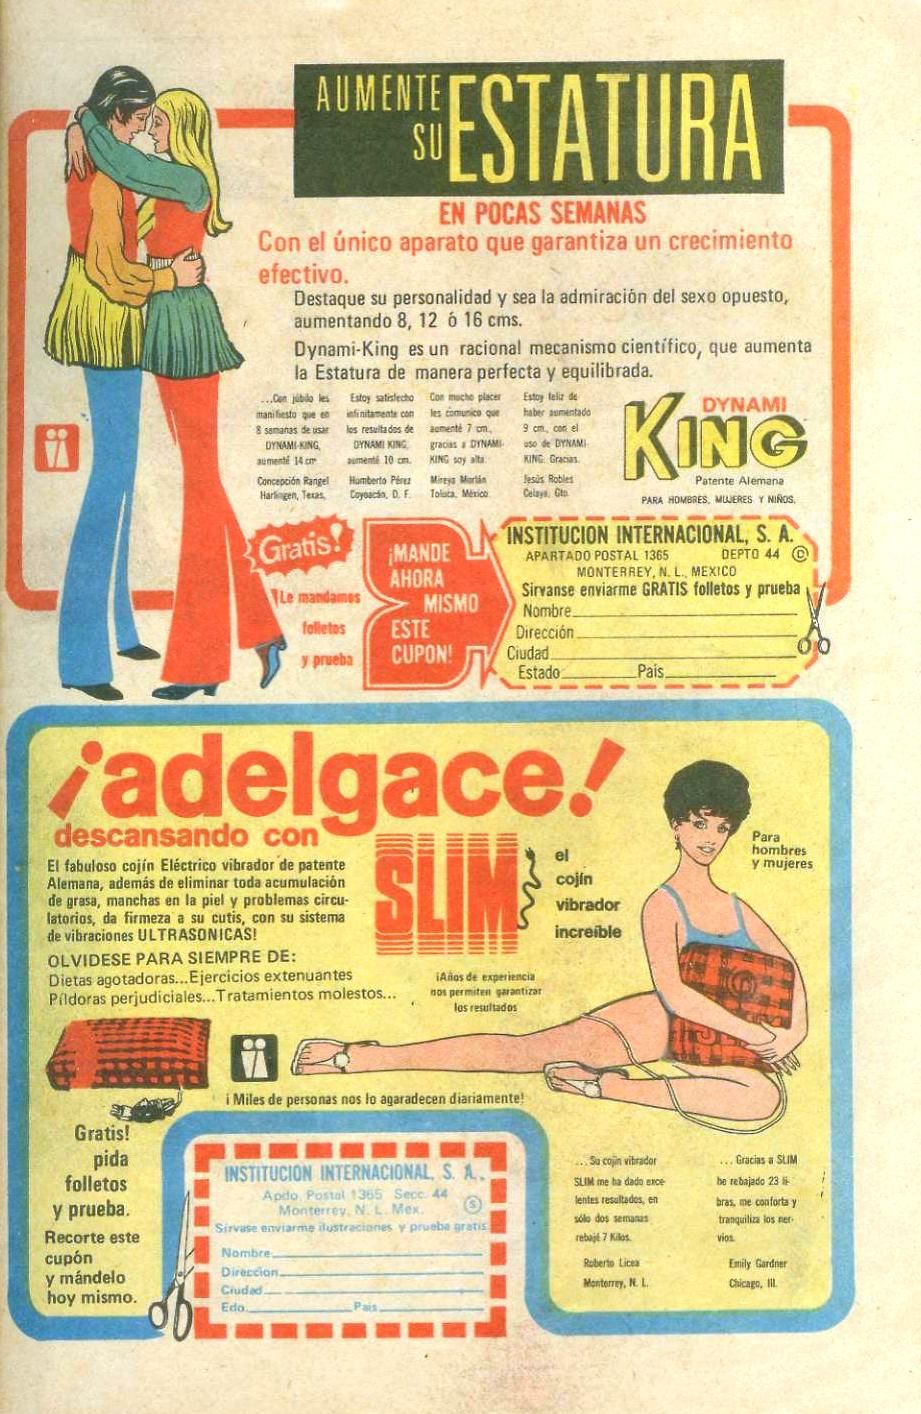 AUMENTE
SU ESTATURA
EN POCAS SEMANAS
Con el único aparato que garantiza un crecimiento
efectivo.
Destaque su personalidad y sea la admiración del sexo opuesto,
aumentando 8, 12 ó 16 cms.
Dynami-King es un racional mecanismo científico, que aumenta
la Estatura de manera perfecta y equilibrada.
...Con júbilo les
manifiesto que en
8 semanas de usar
DYNAMI-KING,
aumenté 14 cm
Concepción Rangel
Harlingen, Texas,
Estoy satisfecho
infinitamente con
los resultados de
DYNAMI KING,
aumenté 10 cm.
Humberto Pérez
Coyoacán, D. F.
Con mucho placer
les comunico que
aumenté 7 cm.,
gracias a DYNAMI-
KING soy alta.
Mireya Morlán
Toluca, México.
Estoy feliz de
haber aumentado
9 cm., con el
uso de DYNAMI-
KING. Gracias.
Jesús Robles
Celaya, Gto.
DYNAMI
KING
Patente Alemana
PARA HOMBRES, MUJERES Y NIÑOS.
Gratis!
Le mandamos
folletos
y prueba
¡MANDE
AHORA
MISMO
ESTE
CUPON!
INSTITUCION INTERNACIONAL, S. A.
APARTADO POSTAL 1365 DEPTO 44 ©
MONTERREY, N. L., MEXICO
Sirvanse enviarme GRATIS folletos y prueba
Nombre
Dirección
Ciudad
Estado Pais
¡adelgace!
descansando con
SLIM
el
cojín
vibrador
increíble
Para
hombres
y mujeres
El fabuloso cojín Eléctrico vibrador de patente
Alemana, además de eliminar toda acumulación
de grasa, manchas en la piel y problemas circu-
latorios, da firmeza a su cutis, con su sistema
de vibraciones ULTRASONICAS!
OLVIDESE PARA SIEMPRE DE:
Dietas agotadoras...Ejercicios extenuantes
Píldoras perjudiciales...Tratamientos molestos...
¡Años de experiencia
nos permiten garantizar
los resultados
SLIM
¡ Miles de personas nos lo agaradecen diariamente!
Gratis!
pida
folletos
y prueba.
Recorte este
cupón
y mándelo
hoy mismo.
INSTITUCION INTERNACIONAL, S. A.,
Apdo. Postal 1365 Secc. 44
Monterrey, N. L. Mex. Ⓢ
Sirvase enviarme ilustraciones y prueba gratis
Nombre
Direccion
Ciudad
Edo. Pais
... Su cojin vibrador
SLIM me ha dado exce
lentes resultados, en
sólo dos semanas
rebajé 7 Kilos.
Roberto Licea
Monterrey, N. L.
... Gracias a SLIM
he rebajado 23 li-
bras, me conforta y
tranquiliza los ner-
vios.
Emily Gardner
Chicago, Ill.